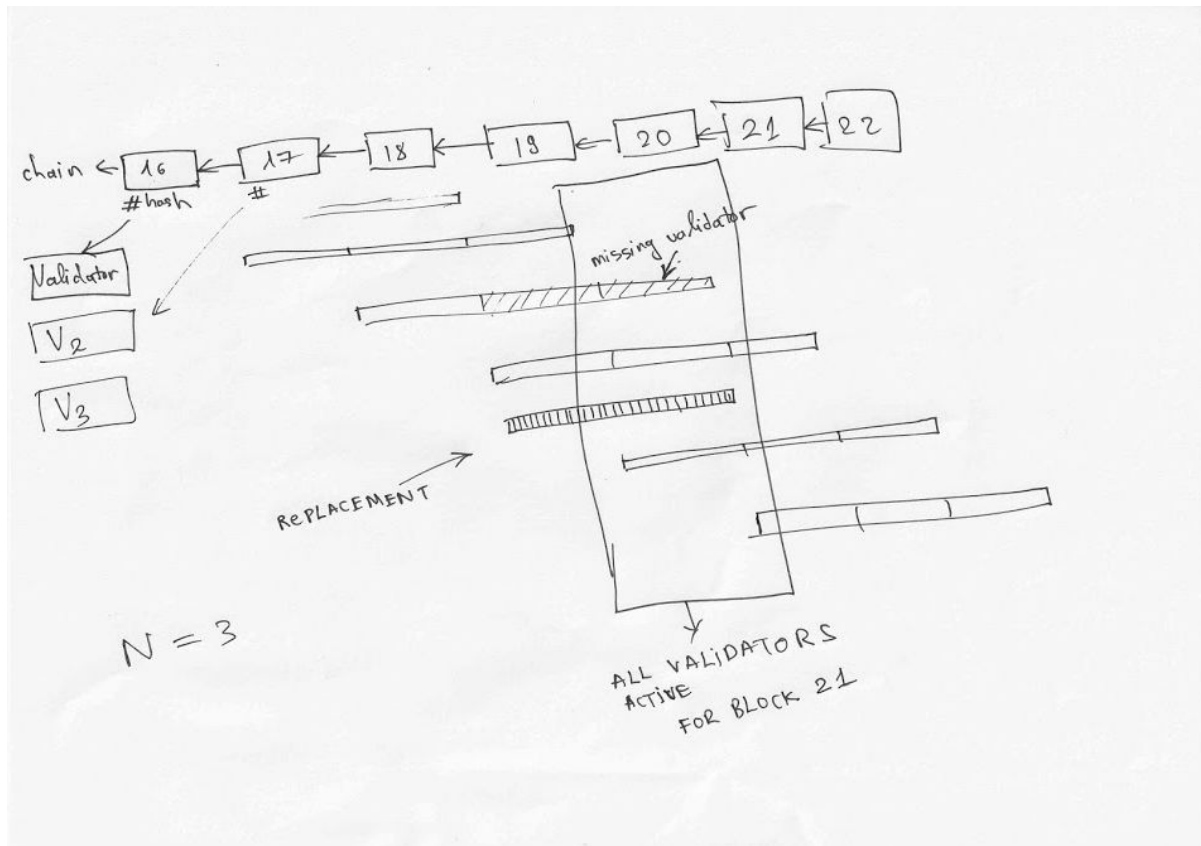 chain 16 17 18 19 20 21 22
#hash #
Validator
V2
V3
missing validator
REPLACEMENT
N = 3
ALL VALIDATORS
ACTIVE
FOR BLOCK 21